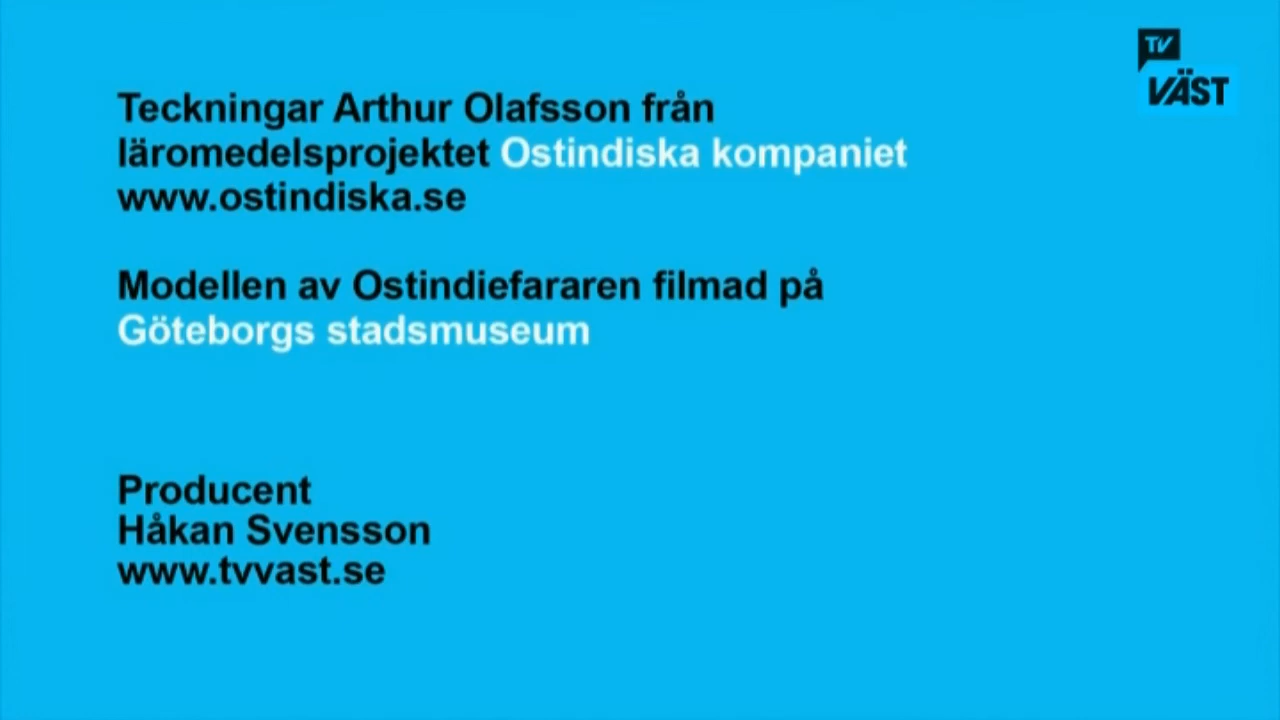 TV
VÄST
Teckningar Arthur Olafsson från
läromedelsprojektet Ostindiska kompaniet
www.ostindiska.se
Modellen av Ostindiefararen filmad på
Göteborgs stadsmuseum
Producent
Håkan Svensson
www.tvvast.se